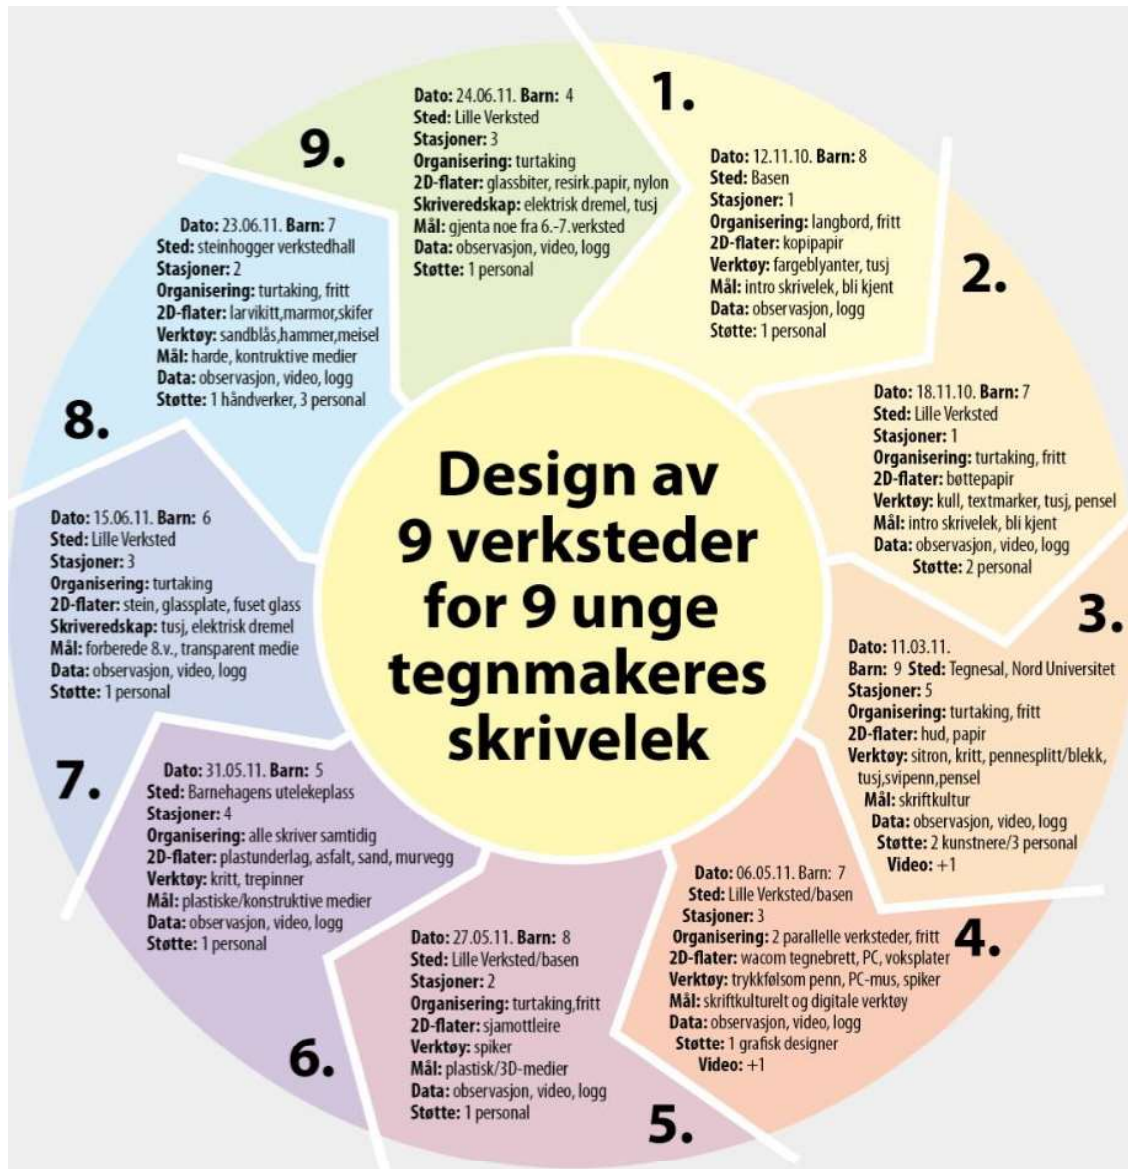 Design av
9 verksteder
for 9 unge
tegnmakeres
skrivelek
1.
Dato: 12.11.10. Barn: 8
Sted: Basen
Stasjoner: 1
Organisering: langbord, fritt
2D-flater: kopipapir
Verktøy: fargeblyanter, tusj
Mål: intro skrivelek, bli kjent
Data: observasjon, logg
Støtte: 1 personal
2.
Dato: 18.11.10. Barn: 7
Sted: Lille Verksted
Stasjoner: 1
Organisering: turtaking, fritt
2D-flater: bøttepapir
Verktøy: kull, textmarker, tusj, pensel
Mål: intro skrivelek, bli kjent
Data: observasjon, video, logg
Støtte: 2 personal
3.
Dato: 11.03.11.
Barn: 9 Sted: Tegnesal, Nord Universitet
Stasjoner: 5
Organisering: turtaking, fritt
2D-flater: hud, papir
Verktøy: sitron, kritt, pennesplitt/blekk,
tusj,svipenn,pensel
Mål: skriftkultur
Data: observasjon, video, logg
Støtte: 2 kunstnere/3 personal
Video: +1
4.
Dato: 06.05.11. Barn: 7
Sted: Lille Verksted/basen
Stasjoner: 3
Organisering: 2 parallelle verksteder, fritt
2D-flater: wacom tegnebrett, PC, voksplater
Verktøy: trykkfølsom penn, PC-mus, spiker
Mål: skriftkulturelt og digitale verktøy
Data: observasjon, video, logg
Støtte: 1 grafisk designer
Video: +1
5.
Dato: 27.05.11. Barn: 8
Sted: Lille Verksted/basen
Stasjoner: 2
Organisering: turtaking,fritt
2D-flater: sjamottleire
Verktøy: spiker
Mål: plastisk/3D-medier
Data: observasjon, video, logg
Støtte: 1 personal
6.
Dato: 31.05.11. Barn: 5
Sted: Barnehagens utelekeplass
Stasjoner: 4
Organisering: alle skriver samtidig
2D-flater: plastunderlag, asfalt, sand, murvegg
Verktøy: kritt, trepinner
Mål: plastiske/konstruktive medier
Data: observasjon, video, logg
Støtte: 1 personal
7.
Dato: 15.06.11. Barn: 6
Sted: Lille Verksted
Stasjoner: 3
Organisering: turtaking
2D-flater: stein, glassplate, fuset glass
Skriveredskap: tusj, elektrisk dremel
Mål: forberede 8.v., transparent medie
Data: observasjon, video, logg
Støtte: 1 personal
8.
Dato: 23.06.11. Barn: 7
Sted: steinhogger verkstedhall
Stasjoner: 2
Organisering: turtaking, fritt
2D-flater: larvikitt,marmor,skifer
Verktøy: sandblås,hammer,meisel
Mål: harde, kontruktive medier
Data: observasjon, video, logg
Støtte: 1 håndverker, 3 personal
9.
Dato: 24.06.11. Barn: 4
Sted: Lille Verksted
Stasjoner: 3
Organisering: turtaking
2D-flater: glassbiter, resirk.papir, nylon
Skriveredskap: elektrisk dremel, tusj
Mål: gjenta noe fra 6.-7.verksted
Data: observasjon, video, logg
Støtte: 1 personal